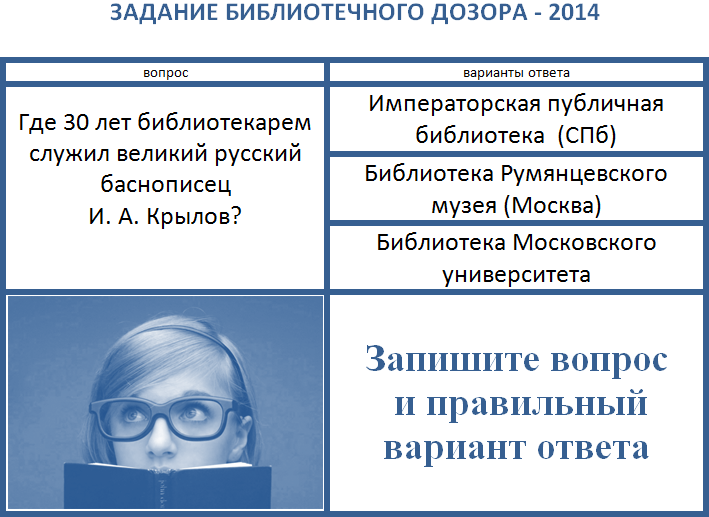 ЗАДАНИЕ БИБЛИОТЕЧНОГО ДОЗОРА - 2014
вопрос
варианты ответа
Где 30 лет библиотекарем
служил великий русский
баснописец
И. А. Крылов?
Императорская публичная
библиотека (СПб)
Библиотека Румянцевского
музея (Москва)
Библиотека Московского
университета
Запишите вопрос
и правильный
вариант ответа